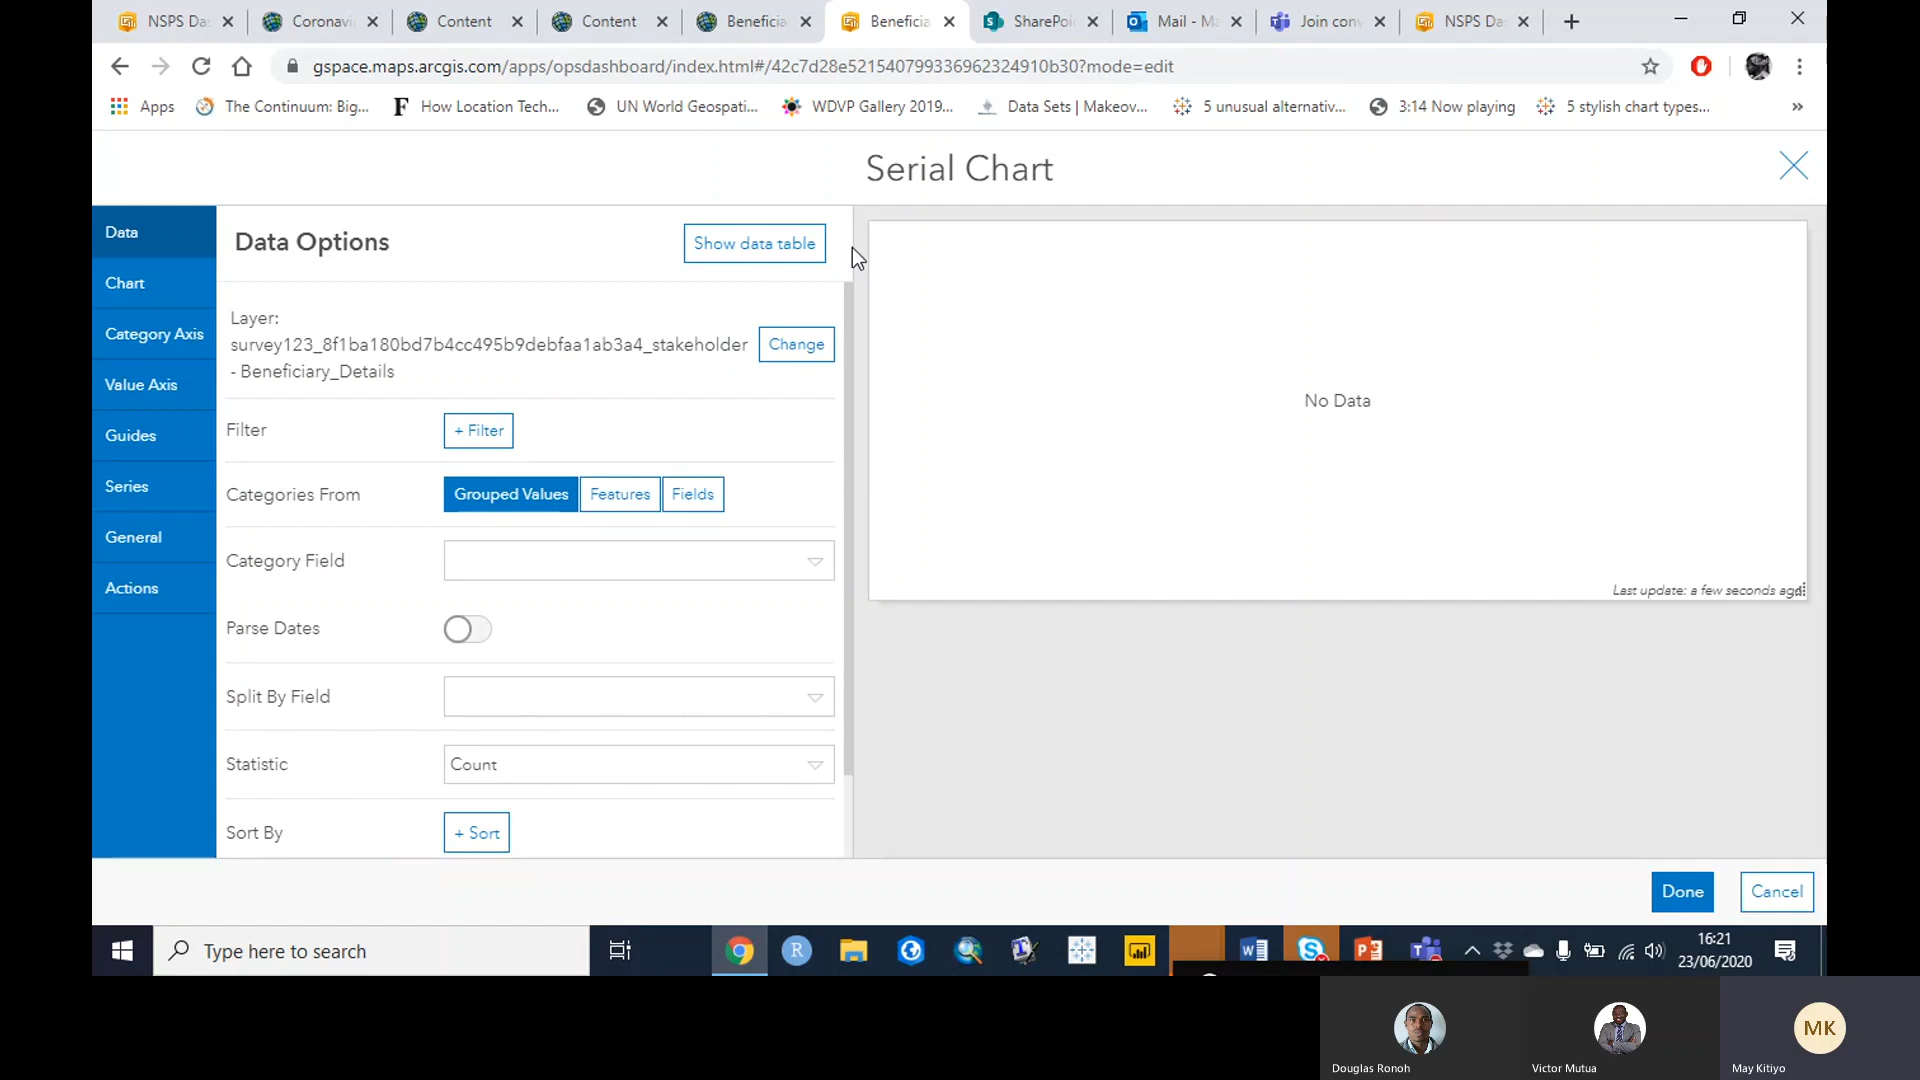 NSPS Da
Coronavi
Content
Content
Beneficia
Beneficia
SharePoi
Mail - M
Join con
NSPS Da
gspace.maps.arcgis.com/apps/opsdashboard/index.html#/42c7d28e521540799336962324910b30?mode=edit
Apps
The Continuum: Big...
How Location Tech...
UN World Geospati...
WDVP Gallery 2019...
Data Sets | Makeov...
5 unusual alternativ...
3:14 Now playing
5 stylish chart types...
»
Serial Chart
Data
Chart
Category Axis
Value Axis
Guides
Series
General
Actions
Data Options
Show data table
Layer:
survey123_8f1ba180bd7b4cc495b9debfaa1ab3a4_stakeholder
- Beneficiary_Details
Change
Filter
+ Filter
Categories From
Grouped Values
Features
Fields
Category Field
Parse Dates
Split By Field
Statistic
Count
Sort By
+ Sort
No Data
Last update: a few seconds ago
Done
Cancel
Type here to search
16:21
23/06/2020
MK
Douglas Ronoh
Victor Mutua
May Kitiyo